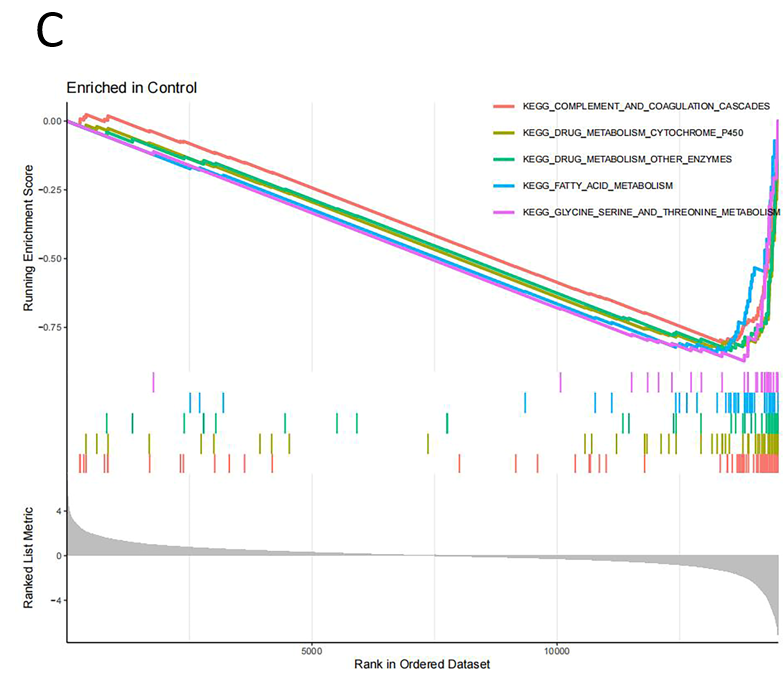 C
Enriched in Control
KEGG_COMPLEMENT_AND_COAGULATION_CASCADES
KEGG_DRUG_METABOLISM_CYTOCHROME_P450
KEGG_DRUG_METABOLISM_OTHER_ENZYMES
KEGG_FATTY_ACID_METABOLISM
KEGG_GLYCINE_SERINE_AND_THREONINE_METABOLISM
Running Enrichment Score
0.00
−0.25
−0.50
−0.75
Ranked List Metric
4
0
−4
5000
10000
Rank in Ordered Dataset